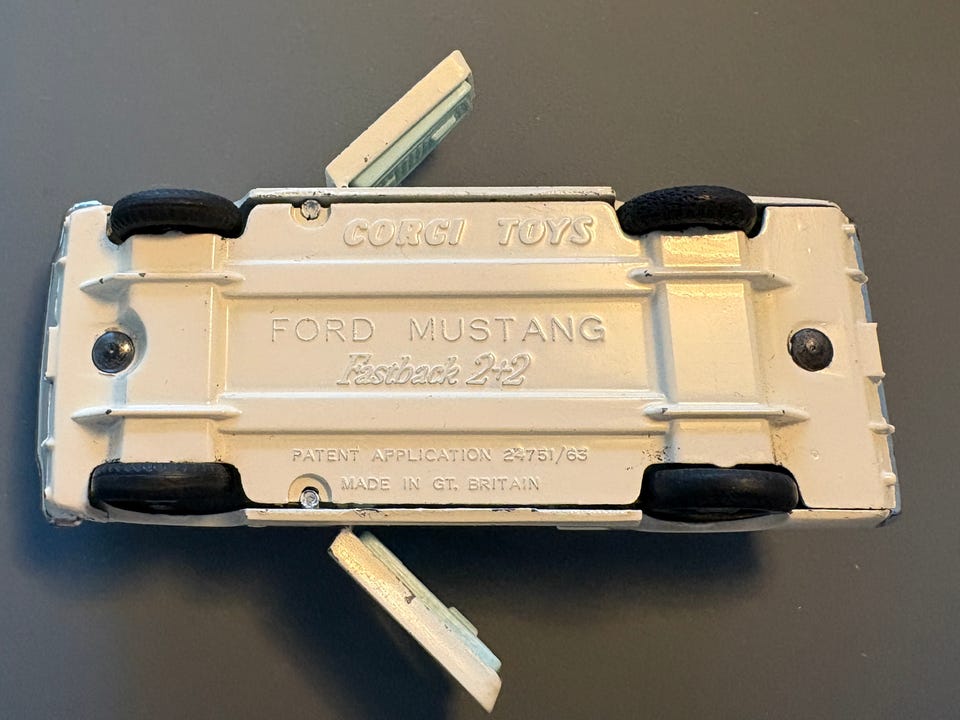 CORGI TOYS
FORD MUSTANG
Fastback 2+2
PATENT APPLICATION 24751/63
MADE IN GT. BRITAIN